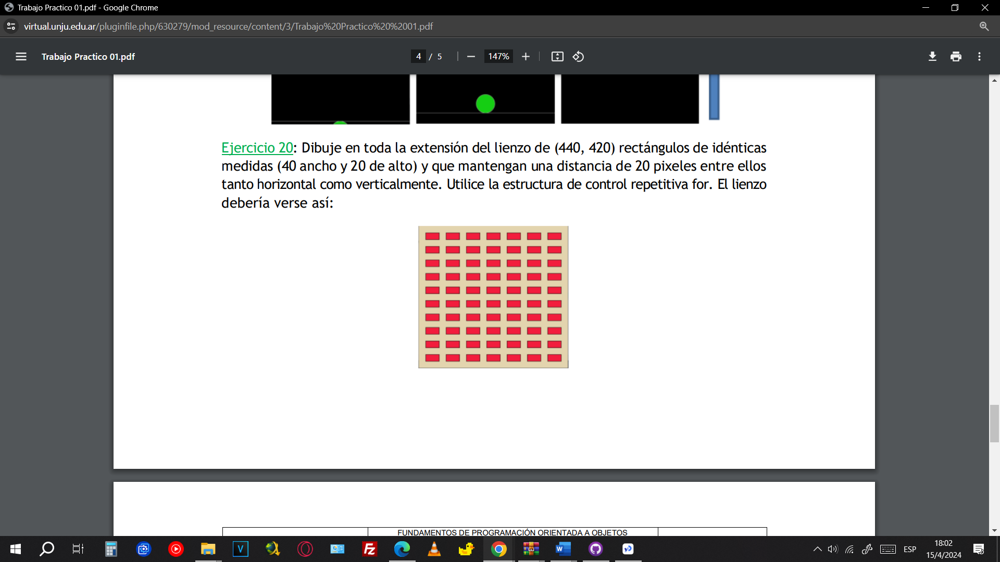 Trabajo Practico 01.pdf - Google Chrome
virtual.unju.edu.ar/pluginfile.php/630279/mod_resource/content/3/Trabajo%20Practico%20%2001.pdf
Trabajo Practico 01.pdf
4 / 5
147%
Ejercicio 20: Dibuje en toda la extensión del lienzo de (440, 420) rectángulos de idénticas
medidas (40 ancho y 20 de alto) y que mantengan una distancia de 20 pixeles entre ellos
tanto horizontal como verticalmente. Utilice la estructura de control repetitiva for. El lienzo
debería verse así:
FUNDAMENTOS DE PROGRAMACIÓN ORIENTADA A OBJETOS
V
FZ
W
ESP
18:02
15/4/2024